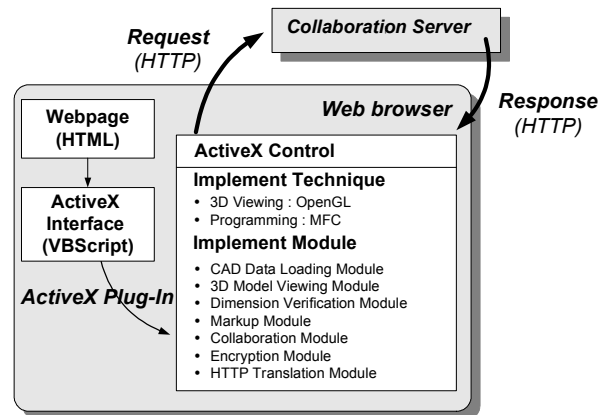 Request
(HTTP)
Collaboration Server
Web browser
Response
(HTTP)
Webpage
(HTML)
ActiveX
Interface
(VBScript)
ActiveX Plug-In
ActiveX Control
Implement Technique
• 3D Viewing : OpenGL
• Programming : MFC
Implement Module
• CAD Data Loading Module
• 3D Model Viewing Module
• Dimension Verification Module
• Markup Module
• Collaboration Module
• Encryption Module
• HTTP Translation Module